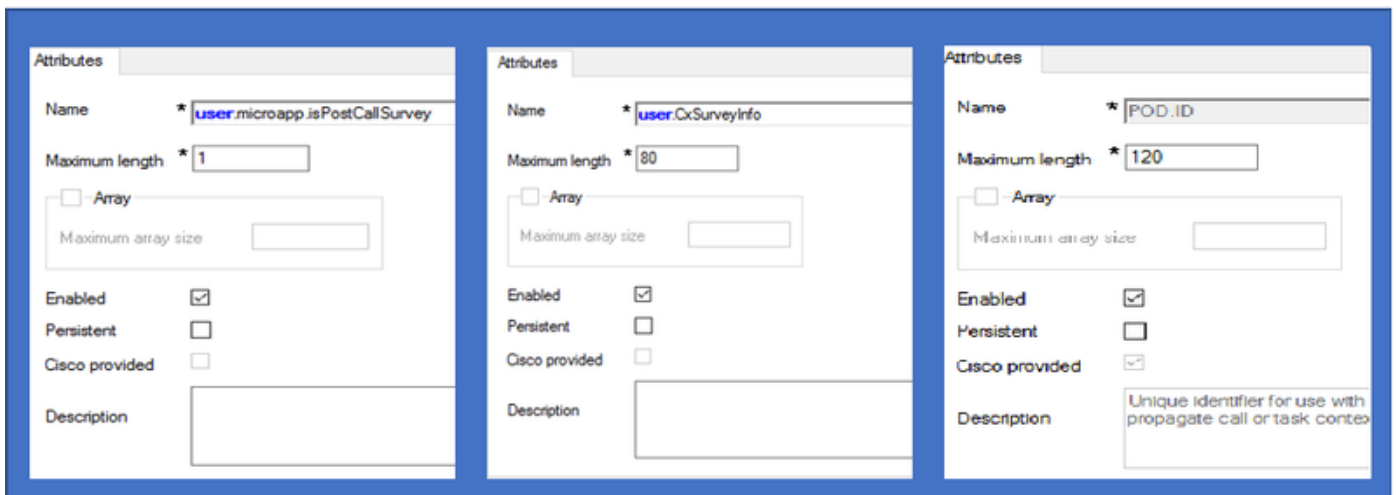 Attributes
Name * user.microapp.isPostCallSurvey
Maximum length * 1
Array
Maximum array size
Enabled
Persistent
Cisco provided
Description
Attributes
Name * user.CxSurveyInfo
Maximum length * 80
Array
Maximum array size
Enabled
Persistent
Cisco provided
Description
Attributes
Name * POD.ID
Maximum length * 120
Array
Maximum array size
Enabled
Persistent
Cisco provided
Description
Unique identifier for use with
propagate call or task contex